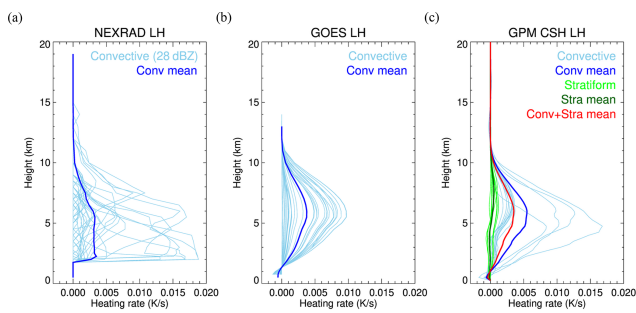 (a)
NEXRAD LH
Convective (28 dBZ)
Conv mean
20
15
10
5
0
Height (km)
0.000 0.005 0.010 0.015 0.020
Heating rate (K/s)
(b)
GOES LH
Convective
Conv mean
20
15
10
5
0
Height (km)
0.000 0.005 0.010 0.015 0.020
Heating rate (K/s)
(c)
GPM CSH LH
Convective
Conv mean
Stratiform
Stra mean
Conv+Stra mean
20
15
10
5
0
Height (km)
0.000 0.005 0.010 0.015 0.020
Heating rate (K/s)